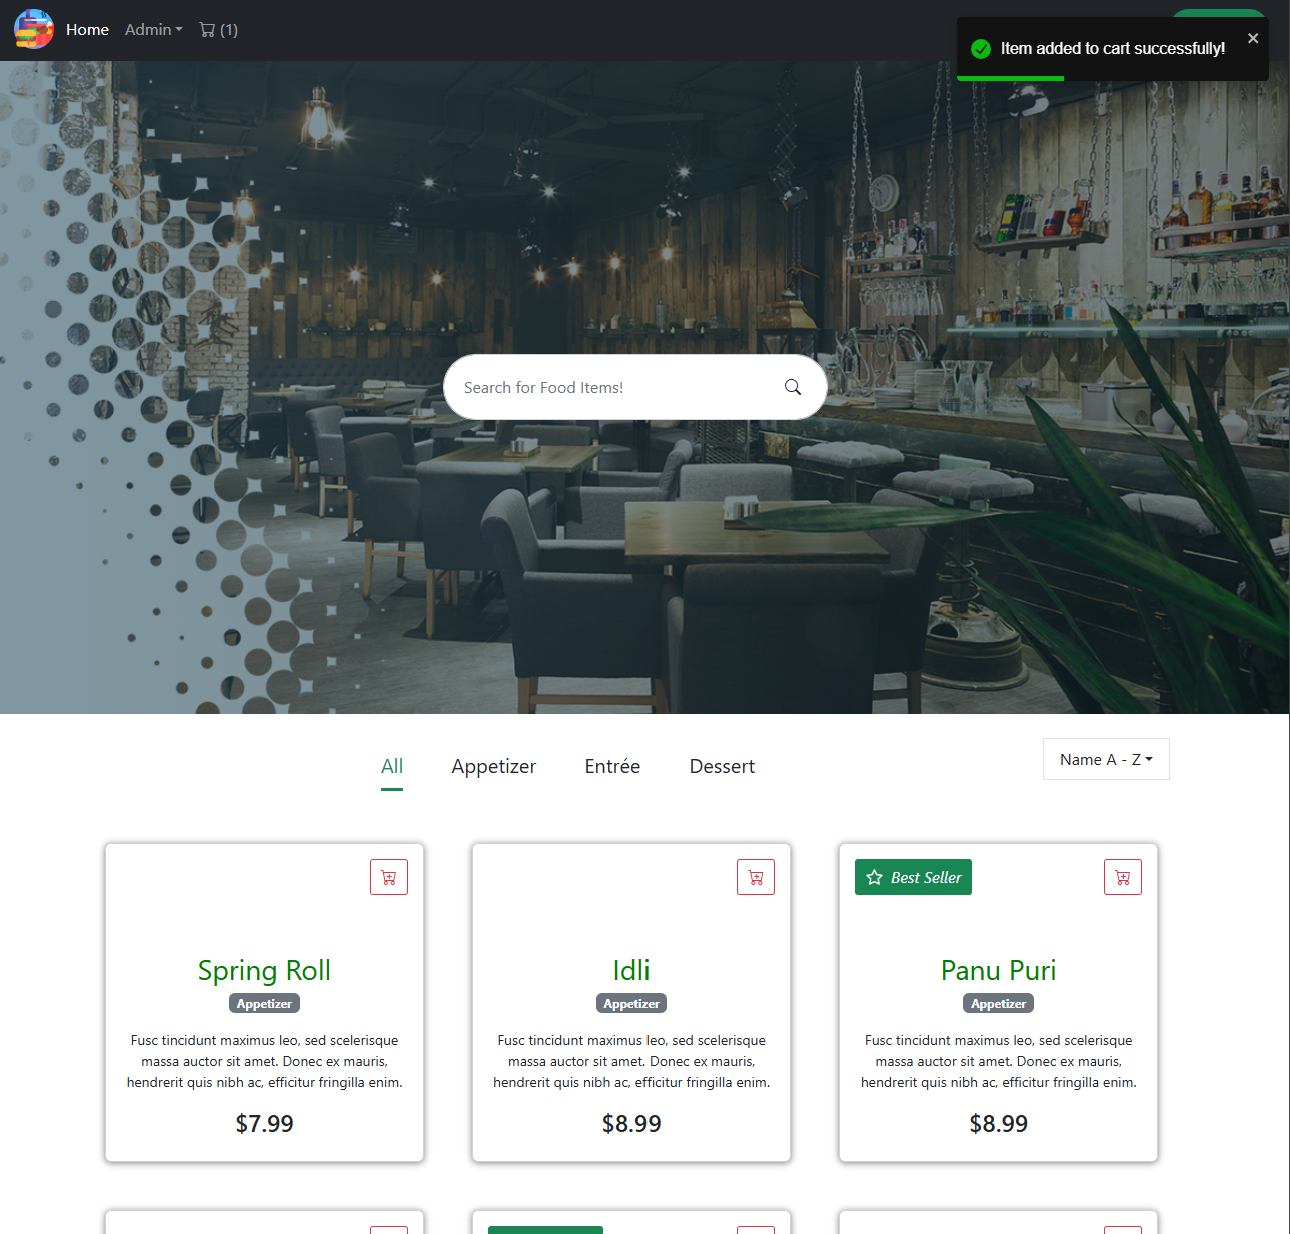 Home
Admin
(1)
Item added to cart successfully!
Search for Food Items!
All
Appetizer
Entrée
Dessert
Name A - Z
Spring Roll
Appetizer
Fusc tincidunt maximus leo, sed scelerisque
massa auctor sit amet. Donec ex mauris,
hendrerit quis nibh ac, efficitur fringilla enim.
$7.99
Idli
Appetizer
Fusc tincidunt maximus leo, sed scelerisque
massa auctor sit amet. Donec ex mauris,
hendrerit quis nibh ac, efficitur fringilla enim.
$8.99
Best Seller
Panu Puri
Appetizer
Fusc tincidunt maximus leo, sed scelerisque
massa auctor sit amet. Donec ex mauris,
hendrerit quis nibh ac, efficitur fringilla enim.
$8.99